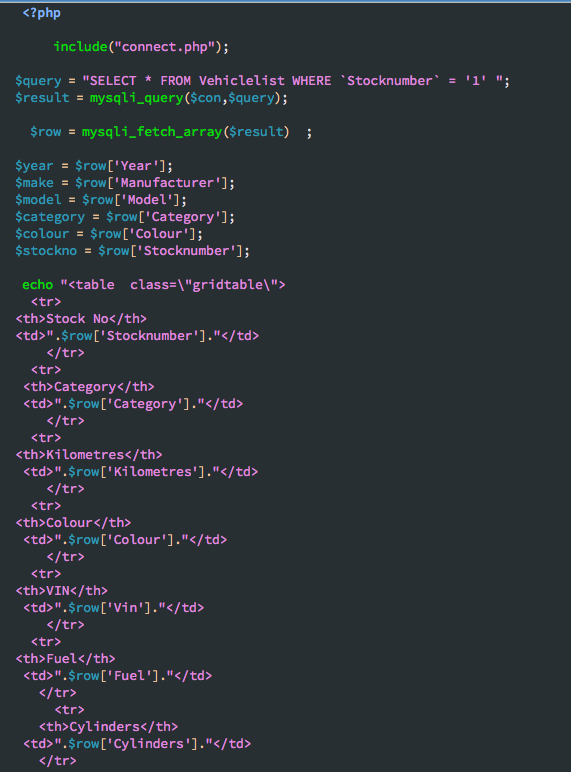 <?php
include("connect.php");
$query = "SELECT * FROM Vehiclelist WHERE `Stocknumber` = '1' ";
$result = mysqli_query($con,$query);
$row = mysqli_fetch_array($result)  ;
$year = $row['Year'];
$make = $row['Manufacturer'];
$model = $row['Model'];
$category = $row['Category'];
$colour = $row['Colour'];
$stockno = $row['Stocknumber'];
echo "<table  class=\"gridtable\">
<tr>
<th>Stock No</th>
<td>".$row['Stocknumber']."</td>
</tr>
<tr>
<th>Category</th>
<td>".$row['Category']."</td>
</tr>
<tr>
<th>Kilometres</th>
<td>".$row['Kilometres']."</td>
</tr>
<tr>
<th>Colour</th>
<td>".$row['Colour']."</td>
</tr>
<tr>
<th>VIN</th>
<td>".$row['Vin']."</td>
</tr>
<tr>
<th>Fuel</th>
<td>".$row['Fuel']."</td>
</tr>
<tr>
<th>Cylinders</th>
<td>".$row['Cylinders']."</td>
</tr>